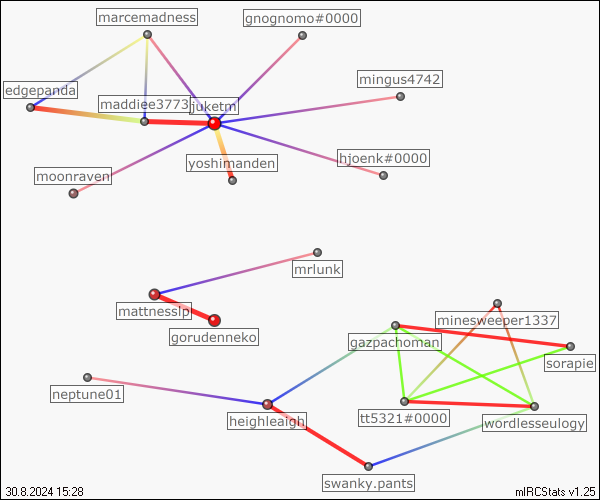 marcemadness
gnognomo#0000
mingus4742
edgepanda
maddiee3773
juketm
yoshimanden
hjoenk#0000
moonraven
mrlunk
mattnesslp
gorudenneko
minesweeper1337
gazpachoman
sorapie
neptune01
heighleaigh
tt5321#0000
wordlesseulogy
swanky.pants
30.8.2024 15:28
mIRCStats v1.25